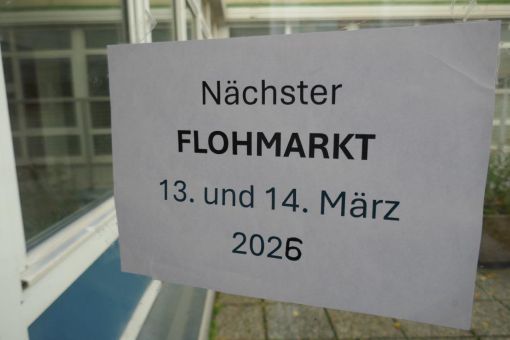 Nächster
FLOHMARKT
13. und 14. März
2026